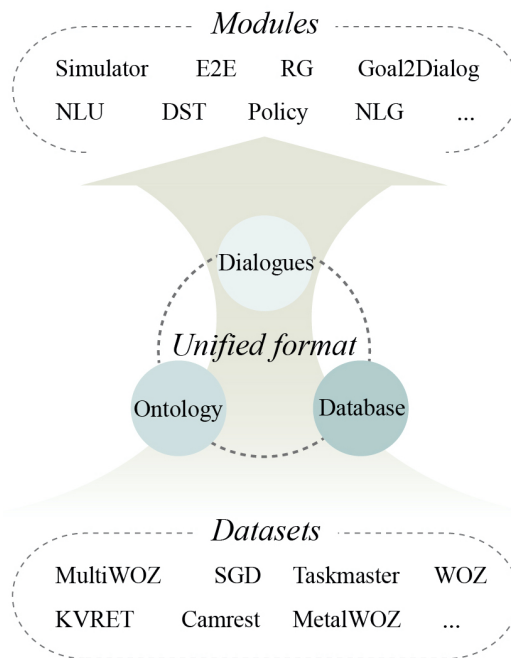 Modules
Simulator E2E RG Goal2Dialog
NLU DST Policy NLG ...
Dialogues
Unified format
Ontology Database
Datasets
MultiWOZ SGD Taskmaster WOZ
KVRET Camrest MetalWOZ ...